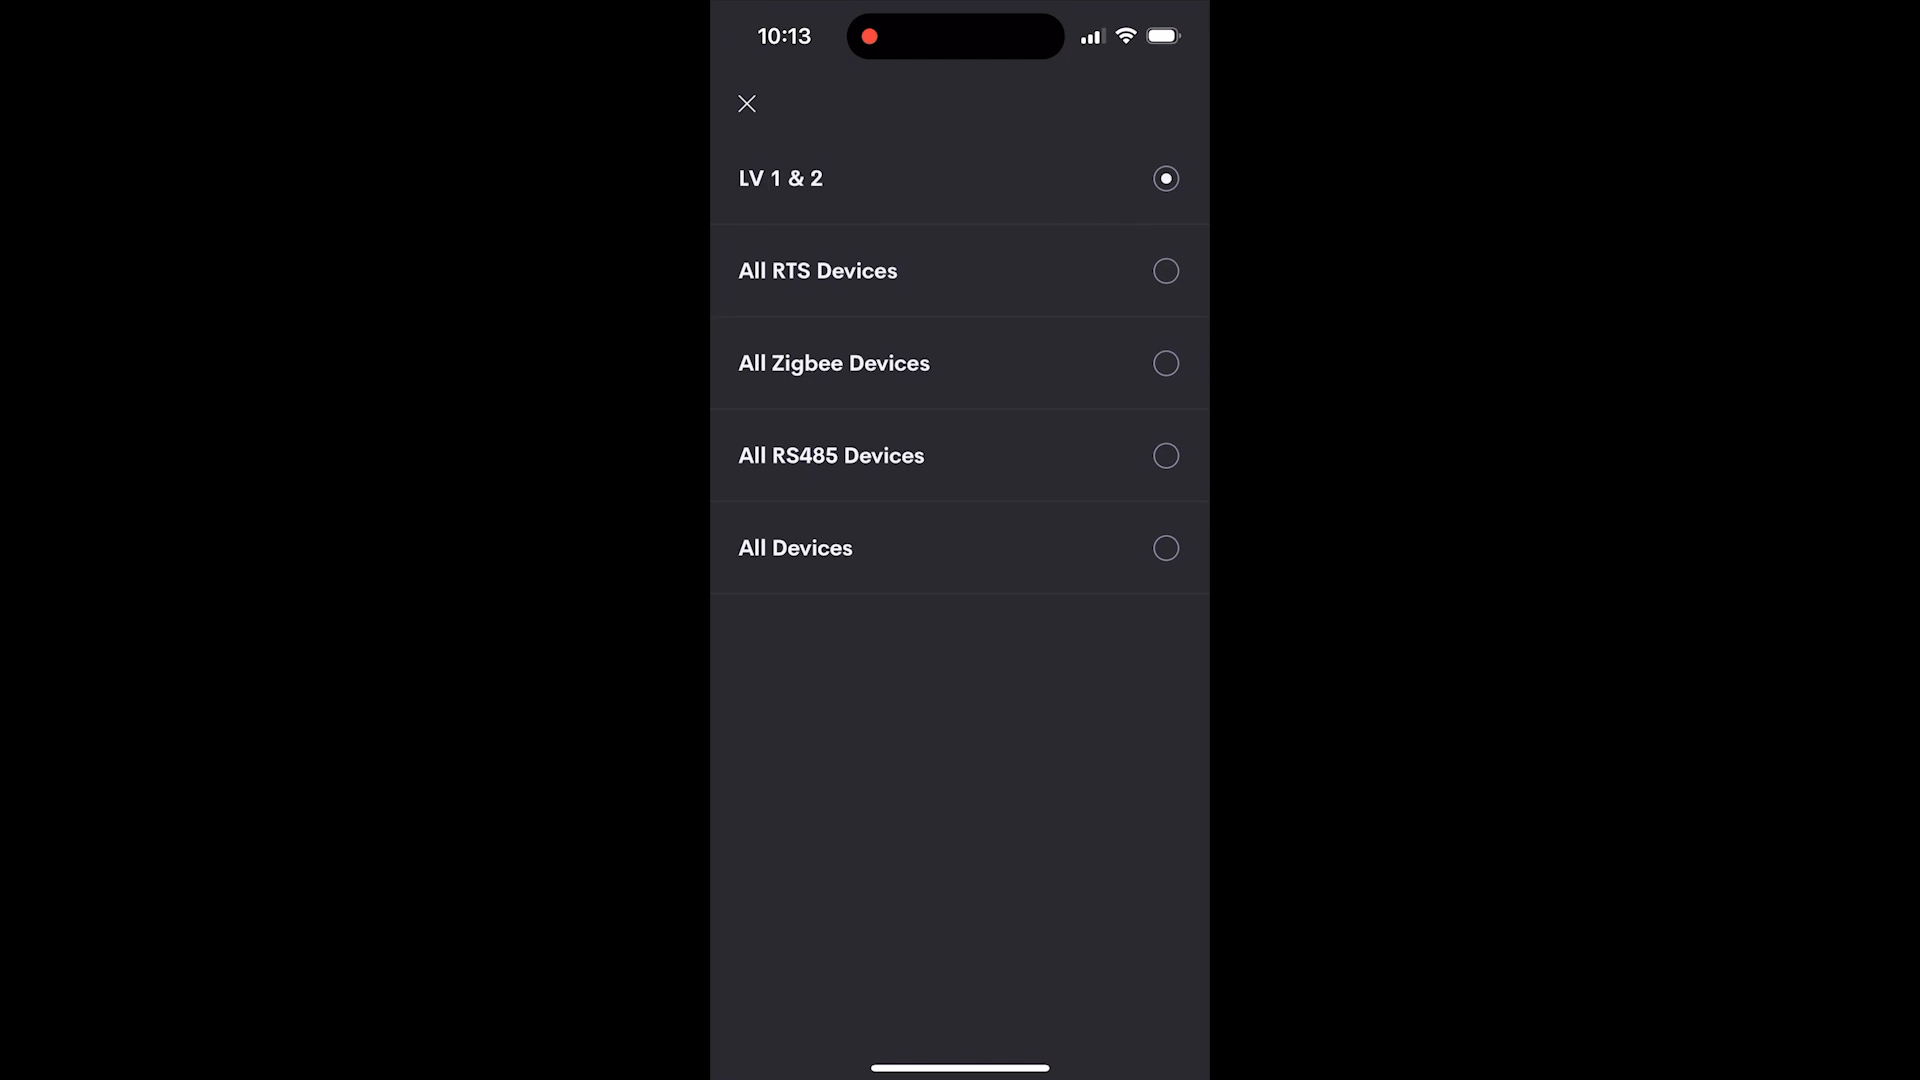 10:13
LV 1 & 2
All RTS Devices
All Zigbee Devices
All RS485 Devices
All Devices